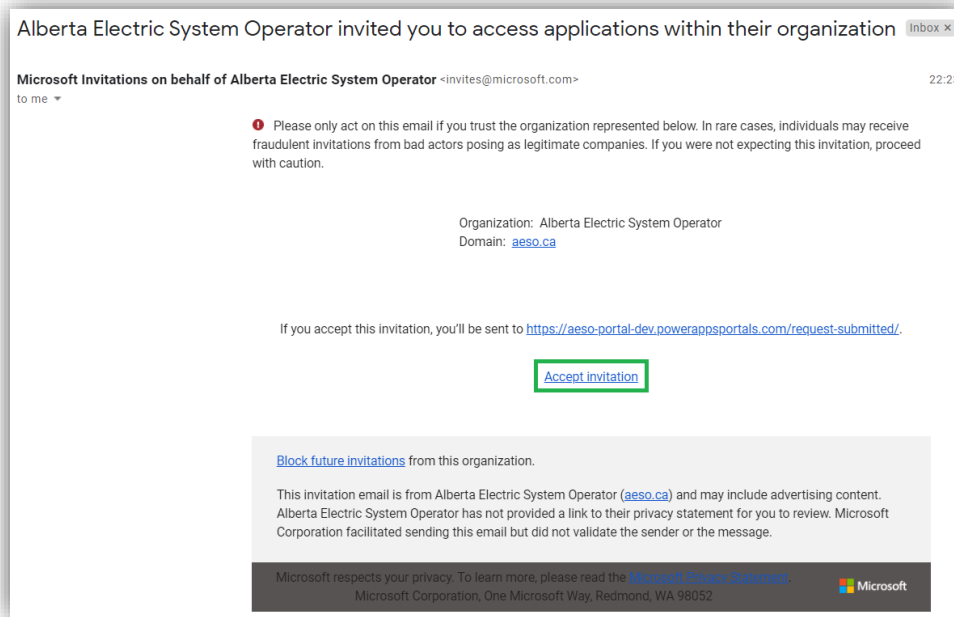 Alberta Electric System Operator invited you to access applications within their organization Inbox ×
Microsoft Invitations on behalf of Alberta Electric System Operator <invites@microsoft.com>
to me
Please only act on this email if you trust the organization represented below. In rare cases, individuals may receive
fraudulent invitations from bad actors posing as legitimate companies. If you were not expecting this invitation, proceed
with caution.
Organization: Alberta Electric System Operator
Domain: aeso.ca
If you accept this invitation, you’ll be sent to https://aeso-portal-dev.powerappsportals.com/request-submitted/.
Accept invitation
Block future invitations from this organization.
This invitation email is from Alberta Electric System Operator (aeso.ca) and may include advertising content.
Alberta Electric System Operator has not provided a link to their privacy statement for you to review. Microsoft
Corporation facilitated sending this email but did not validate the sender or the message.
Microsoft respects your privacy. To learn more, please read the Microsoft Privacy Statement.
Microsoft Corporation, One Microsoft Way, Redmond, WA 98052
Microsoft